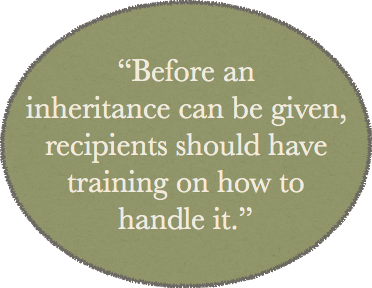 “Before an
inheritance can be given,
recipients should have
training on how to
handle it.”